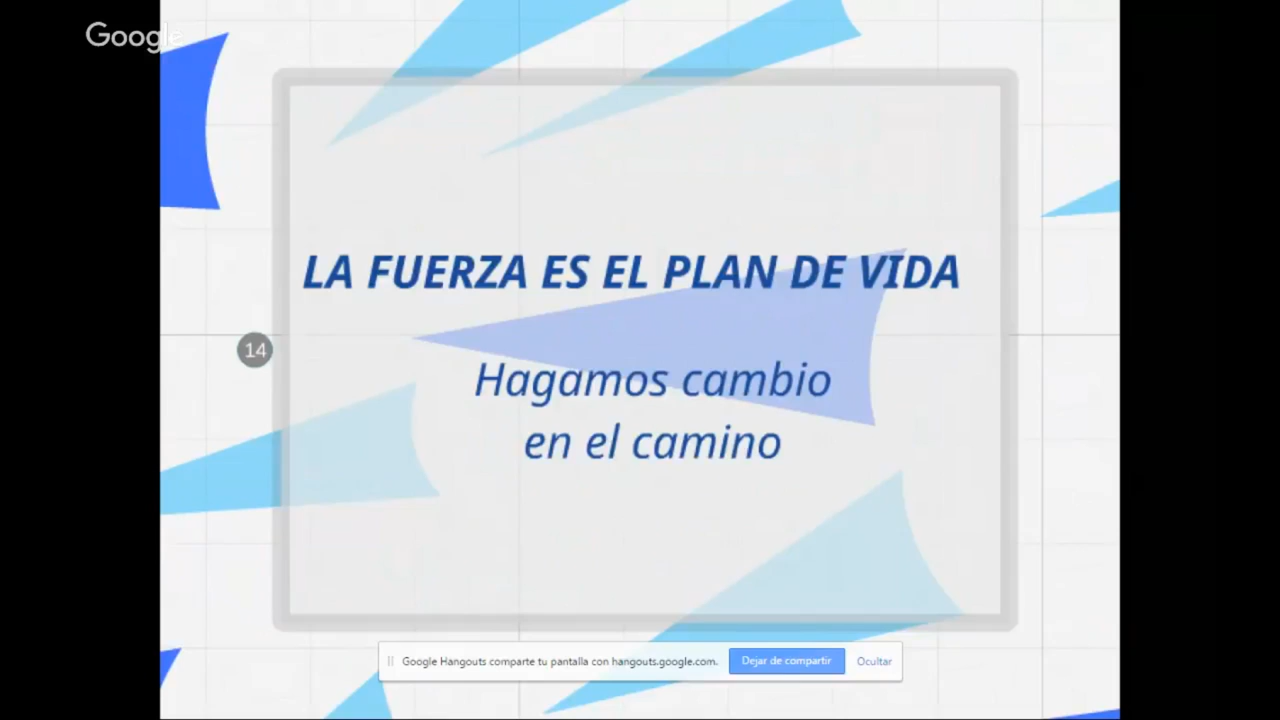 Google
LA FUERZA ES EL PLAN DE VIDA
14
Hagamos cambio
en el camino
Google Hangouts comparte tu pantalla con hangouts.google.com. Dejar de compartir Ocultar